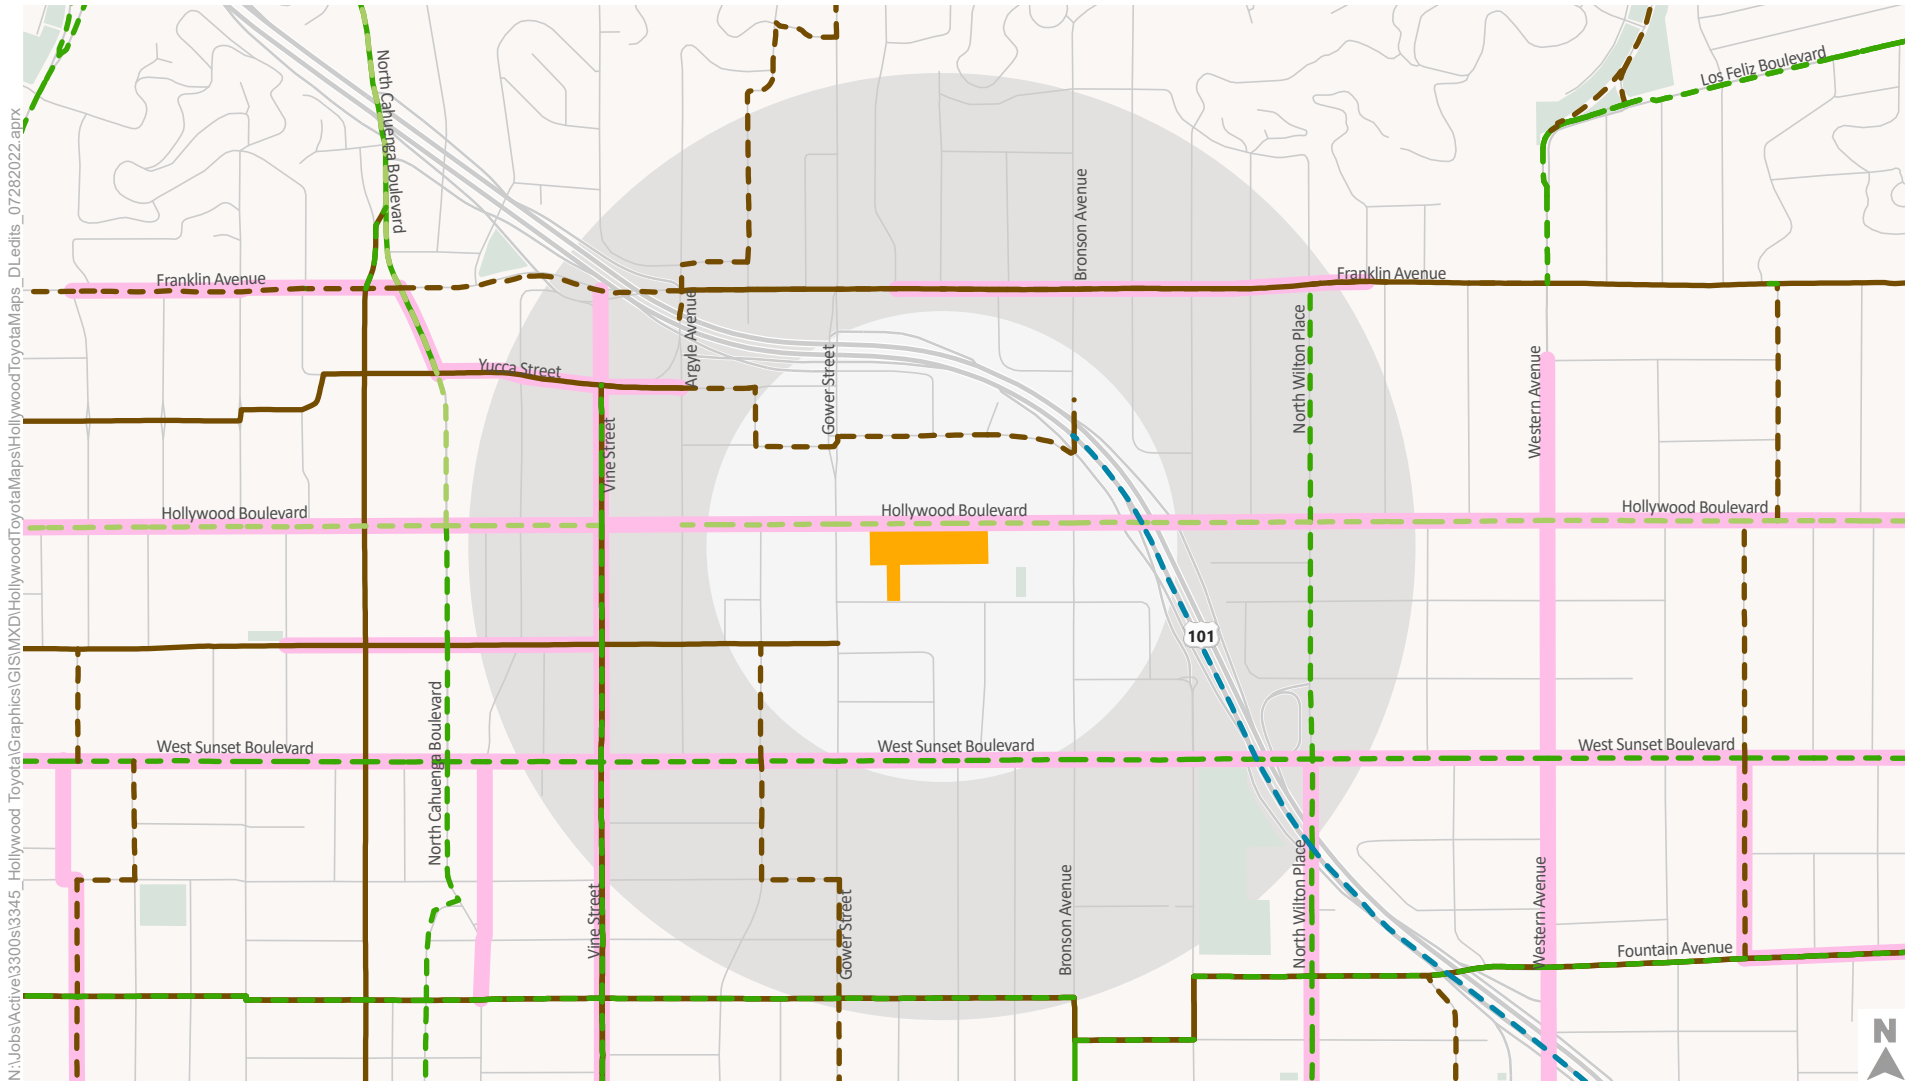 N:\Jobs\Active\3300s\3345_Hollywood Toyota\Graphics\GIS\MXD\HollywoodToyotaMaps\HollywoodToyotaMaps_DLedits_07282022.aprx
North Cahuenga Boulevard
Los Feliz Boulevard
Bronson Avenue
Franklin Avenue
Franklin Avenue
Argyle Avenue
North Wilton Place
Yucca Street
Gower Street
Western Avenue
Vine Street
Hollywood Boulevard
Hollywood Boulevard
Hollywood Boulevard
101
North Cahuenga Boulevard
West Sunset Boulevard
West Sunset Boulevard
West Sunset Boulevard
Vine Street
Gower Street
Bronson Avenue
North Wilton Place
Western Avenue
Fountain Avenue
N